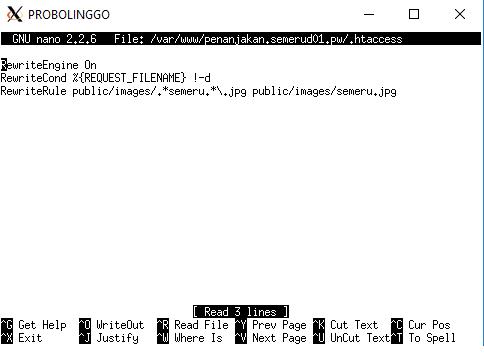 PROBOLINGGO
GNU nano 2.2.6 File: /var/www/penanjakan.semerud01.pw/.htaccess
RewriteEngine On
RewriteCond %{REQUEST_FILENAME} !-d
RewriteRule public/images/.*semeru.*\.jpg public/images/semeru.jpg
[ Read 3 lines ]
^G Get Help ^O WriteOut ^R Read File ^Y Prev Page ^K Cut Text ^C Cur Pos
^X Exit ^J Justify ^W Where Is ^V Next Page ^U UnCut Text ^T To Spell